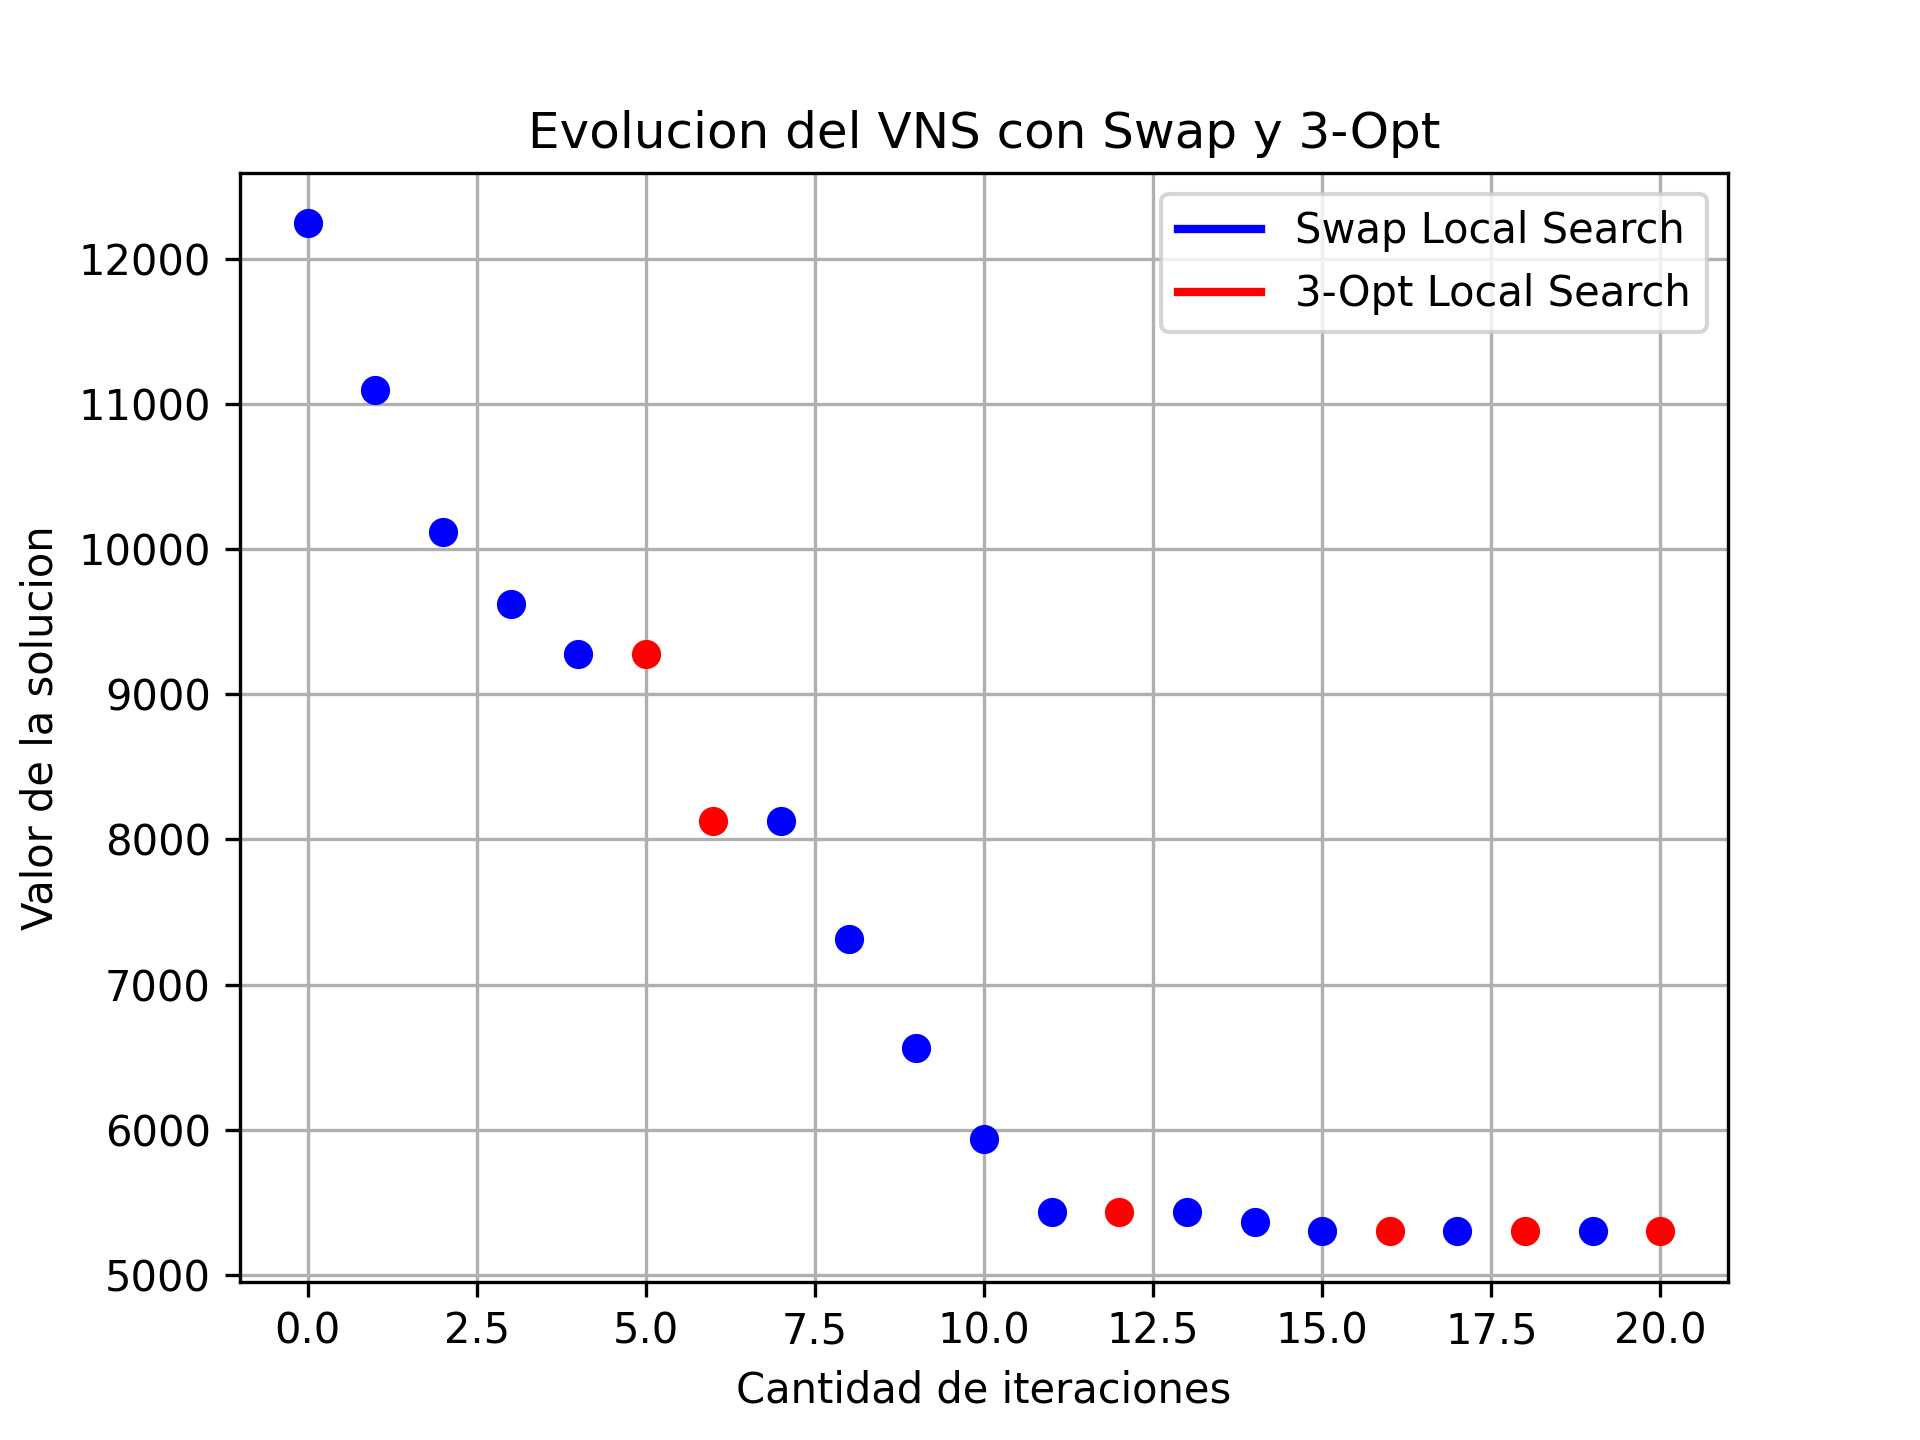 Evolucion del VNS con Swap y 3-Opt
Swap Local Search
3-Opt Local Search
12000
11000
10000
9000
8000
7000
6000
5000
Valor de la solucion
0.0 2.5 5.0 7.5 10.0 12.5 15.0 17.5 20.0
Cantidad de iteraciones